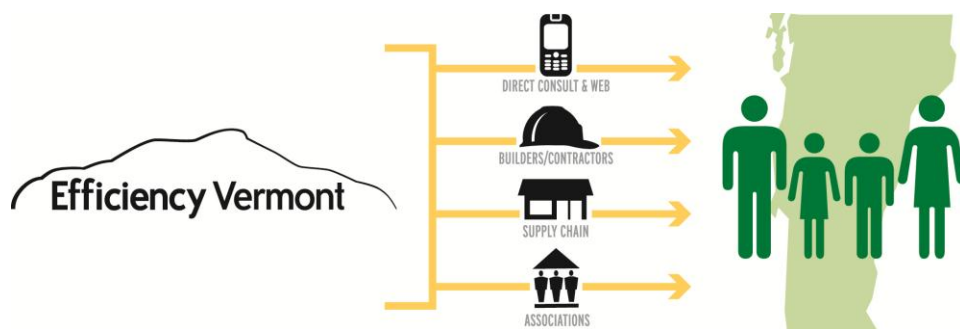 DIRECT CONSULT & WEB
BUILDERS/CONTRACTORS
Efficiency Vermont
SUPPLY CHAIN
ASSOCIATIONS